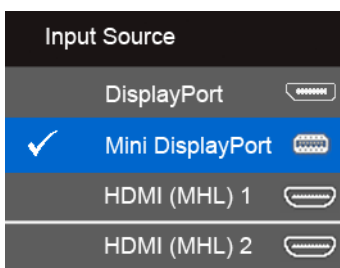 Input Source
DisplayPort
Mini DisplayPort
HDMI (MHL) 1
HDMI (MHL) 2